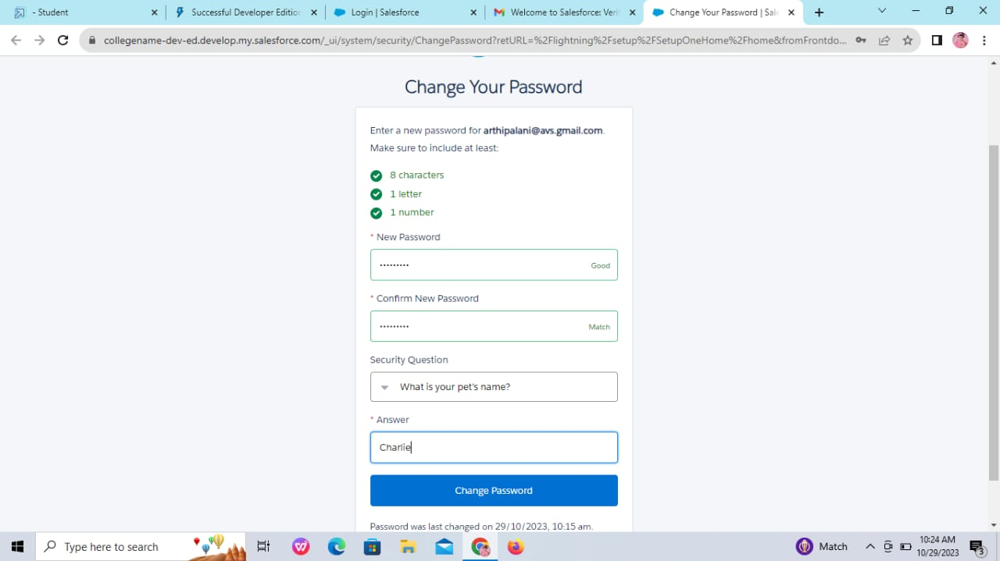 - Student
Successful Developer Edition
Login | Salesforce
Welcome to Salesforce: Veri
Change Your Password | Sale
collegename-dev-ed.develop.my.salesforce.com/_ui/system/security/ChangePassword?retURL=%2Flightning%2Fsetup%2FSetupOneHome%2Fhome&fromFrontdo...
Change Your Password
Enter a new password for arthipalani@avs.gmail.com.
Make sure to include at least:
8 characters
1 letter
1 number
* New Password
••••••••• Good
* Confirm New Password
••••••••• Match
Security Question
What is your pet's name?
* Answer
Charlie
Change Password
Password was last changed on 29/10/2023, 10:15 am.
Type here to search
Match
10:24 AM
10/29/2023
3